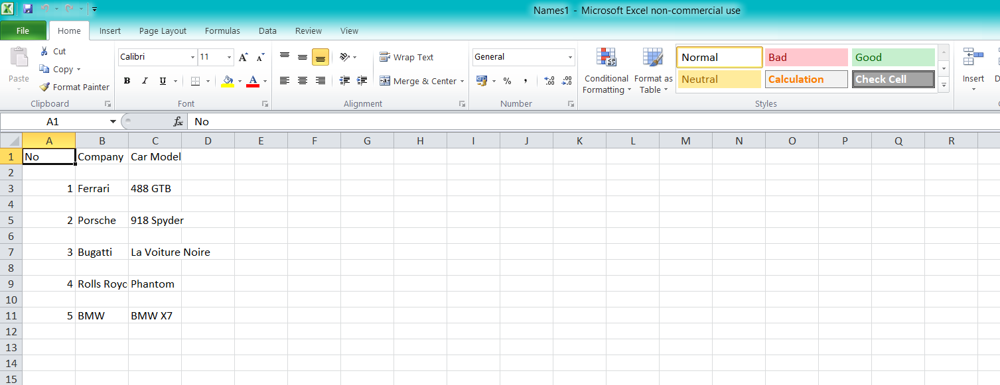 Names1 - Microsoft Excel non-commercial use
File Home Insert Page Layout Formulas Data Review View
Cut
Copy
Format Painter
Paste
Clipboard
Calibri 11 A A
B I U A
Font
Wrap Text
Merge & Center
Alignment
General
% , .00
Number
Conditional Formatting
Format as Table
Normal Bad Good
Neutral Calculation Check Cell
Styles
Insert D
A1 fx No
A B C D E F G H I J K L M N O P Q R
1 No Company Car Model
2
3 1 Ferrari 488 GTB
4
5 2 Porsche 918 Spyder
6
7 3 Bugatti La Voiture Noire
8
9 4 Rolls Royc Phantom
10
11 5 BMW BMW X7
12
13
14
15